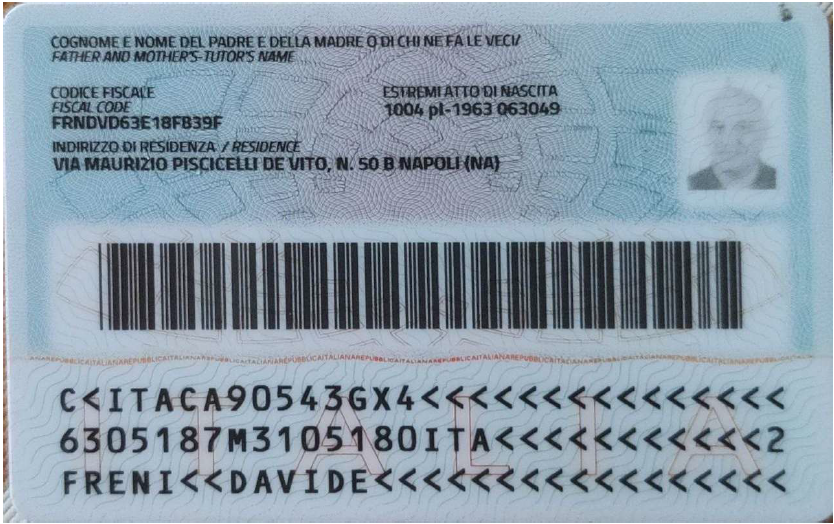 COGNOME E NOME DEL PADRE E DELLA MADRE O DI CHI NE FA LE VECI/
FATHER AND MOTHER'S-TUTOR'S NAME
CODICE FISCALE
FISCAL CODE
FRNDVD63E18FB39F
ESTREMI ATTO DI NASCITA
1004 pI-1963 063049
INDIRIZZO DI RESIDENZA / RESIDENCE
VIA MAURIZIO PISCICELLI DE VITO, N. 50 B NAPOLI (NA)
C<ITACA90543GX4<<<<<<<<<<<<<<<
6305187M3105180ITA<<<<<<<<<<<2
FRENI<<DAVIDE<<<<<<<<<<<<<<<<<
ITALIA